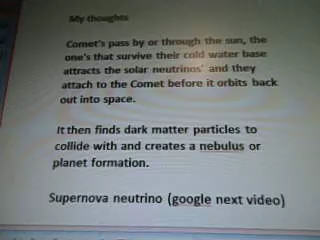 My thoughts
Comet's pass by or through the sun, the
one's that survive their cold water base
attracts the solar neutrinos' and they
attach to the Comet before it orbits back
out into space.
It then finds dark matter particles to
collide with and creates a nebulus or
planet formation.
Supernova neutrino (google next video)